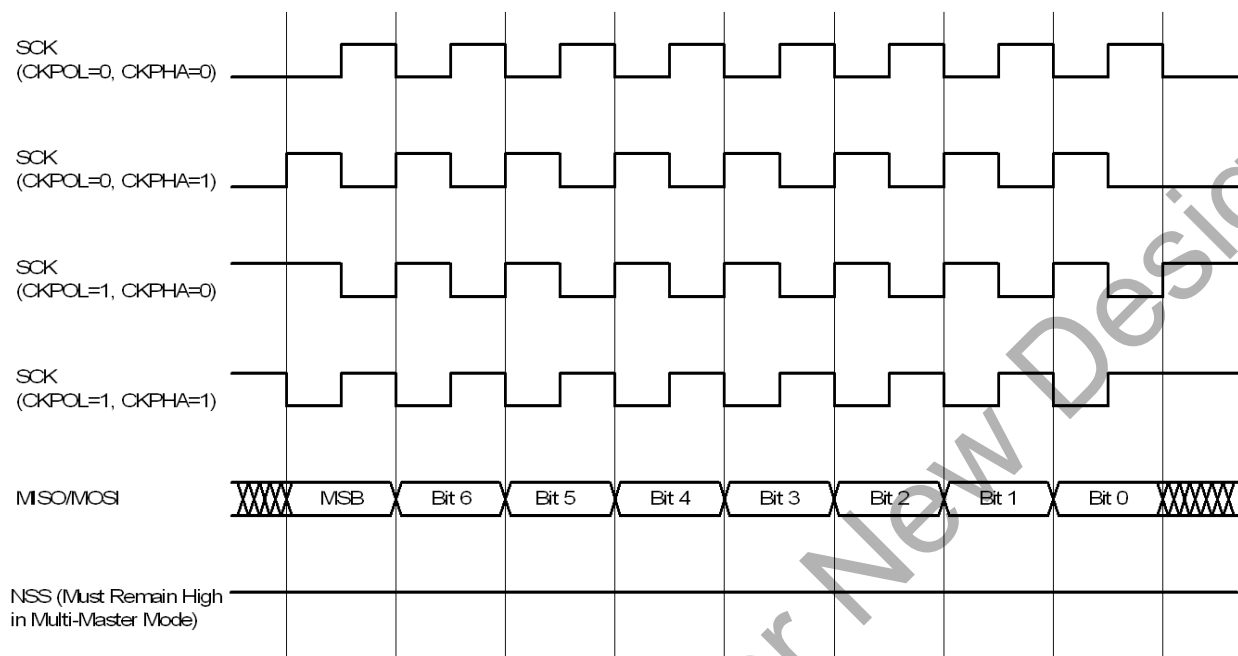 SCK
(CKPOL=0, CKPHA=0)
SCK
(CKPOL=0, CKPHA=1)
SCK
(CKPOL=1, CKPHA=0)
SCK
(CKPOL=1, CKPHA=1)
MISO/MOSI
MSB
Bit 6
Bit 5
Bit 4
Bit 3
Bit 2
Bit 1
Bit 0
NSS (Must Remain High
in Multi-Master Mode)
New